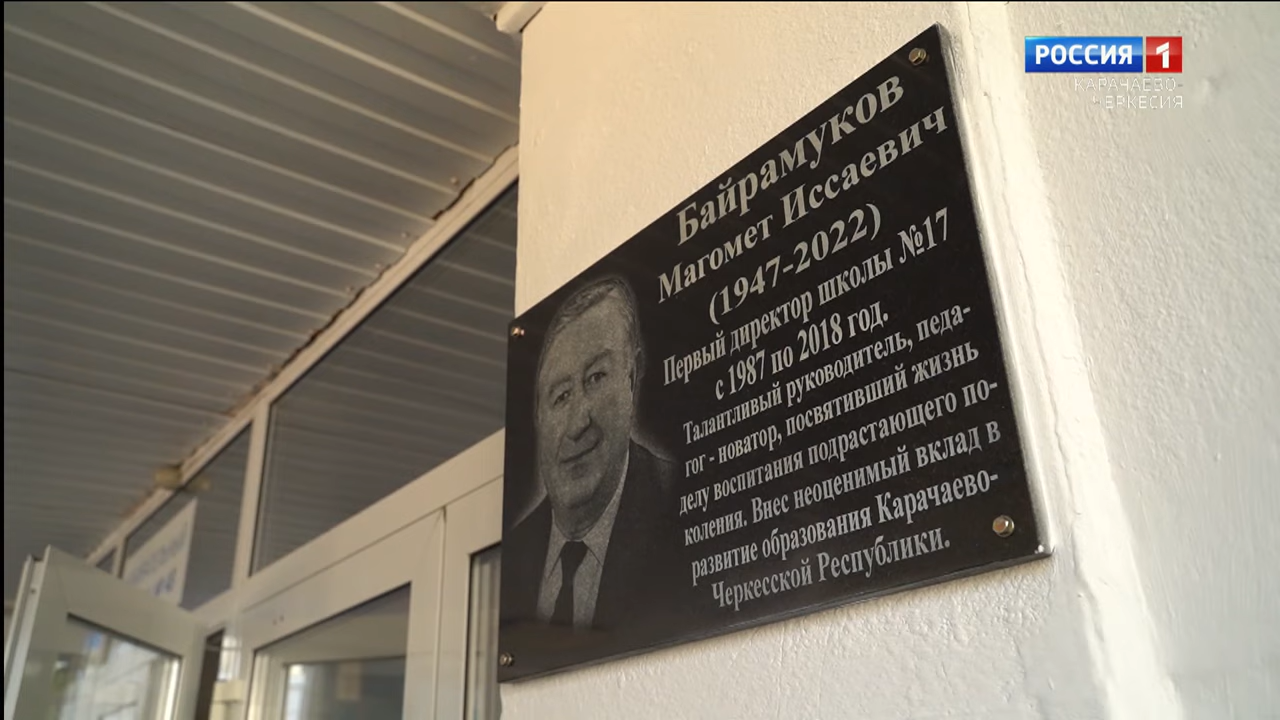 РОССИЯ 1
КАРАЧАЕВО-
ЧЕРКЕСИЯ
Байрамуков
Магомет Иссаевич
(1947-2022)
Первый директор школы №17
с 1987 по 2018 год.
Талантливый руководитель, педа-
гог - новатор, посвятивший жизнь
делу воспитания подрастающего по-
коления. Внес неоценимый вклад в
развитие образования Карачаево-
Черкесской Республики.